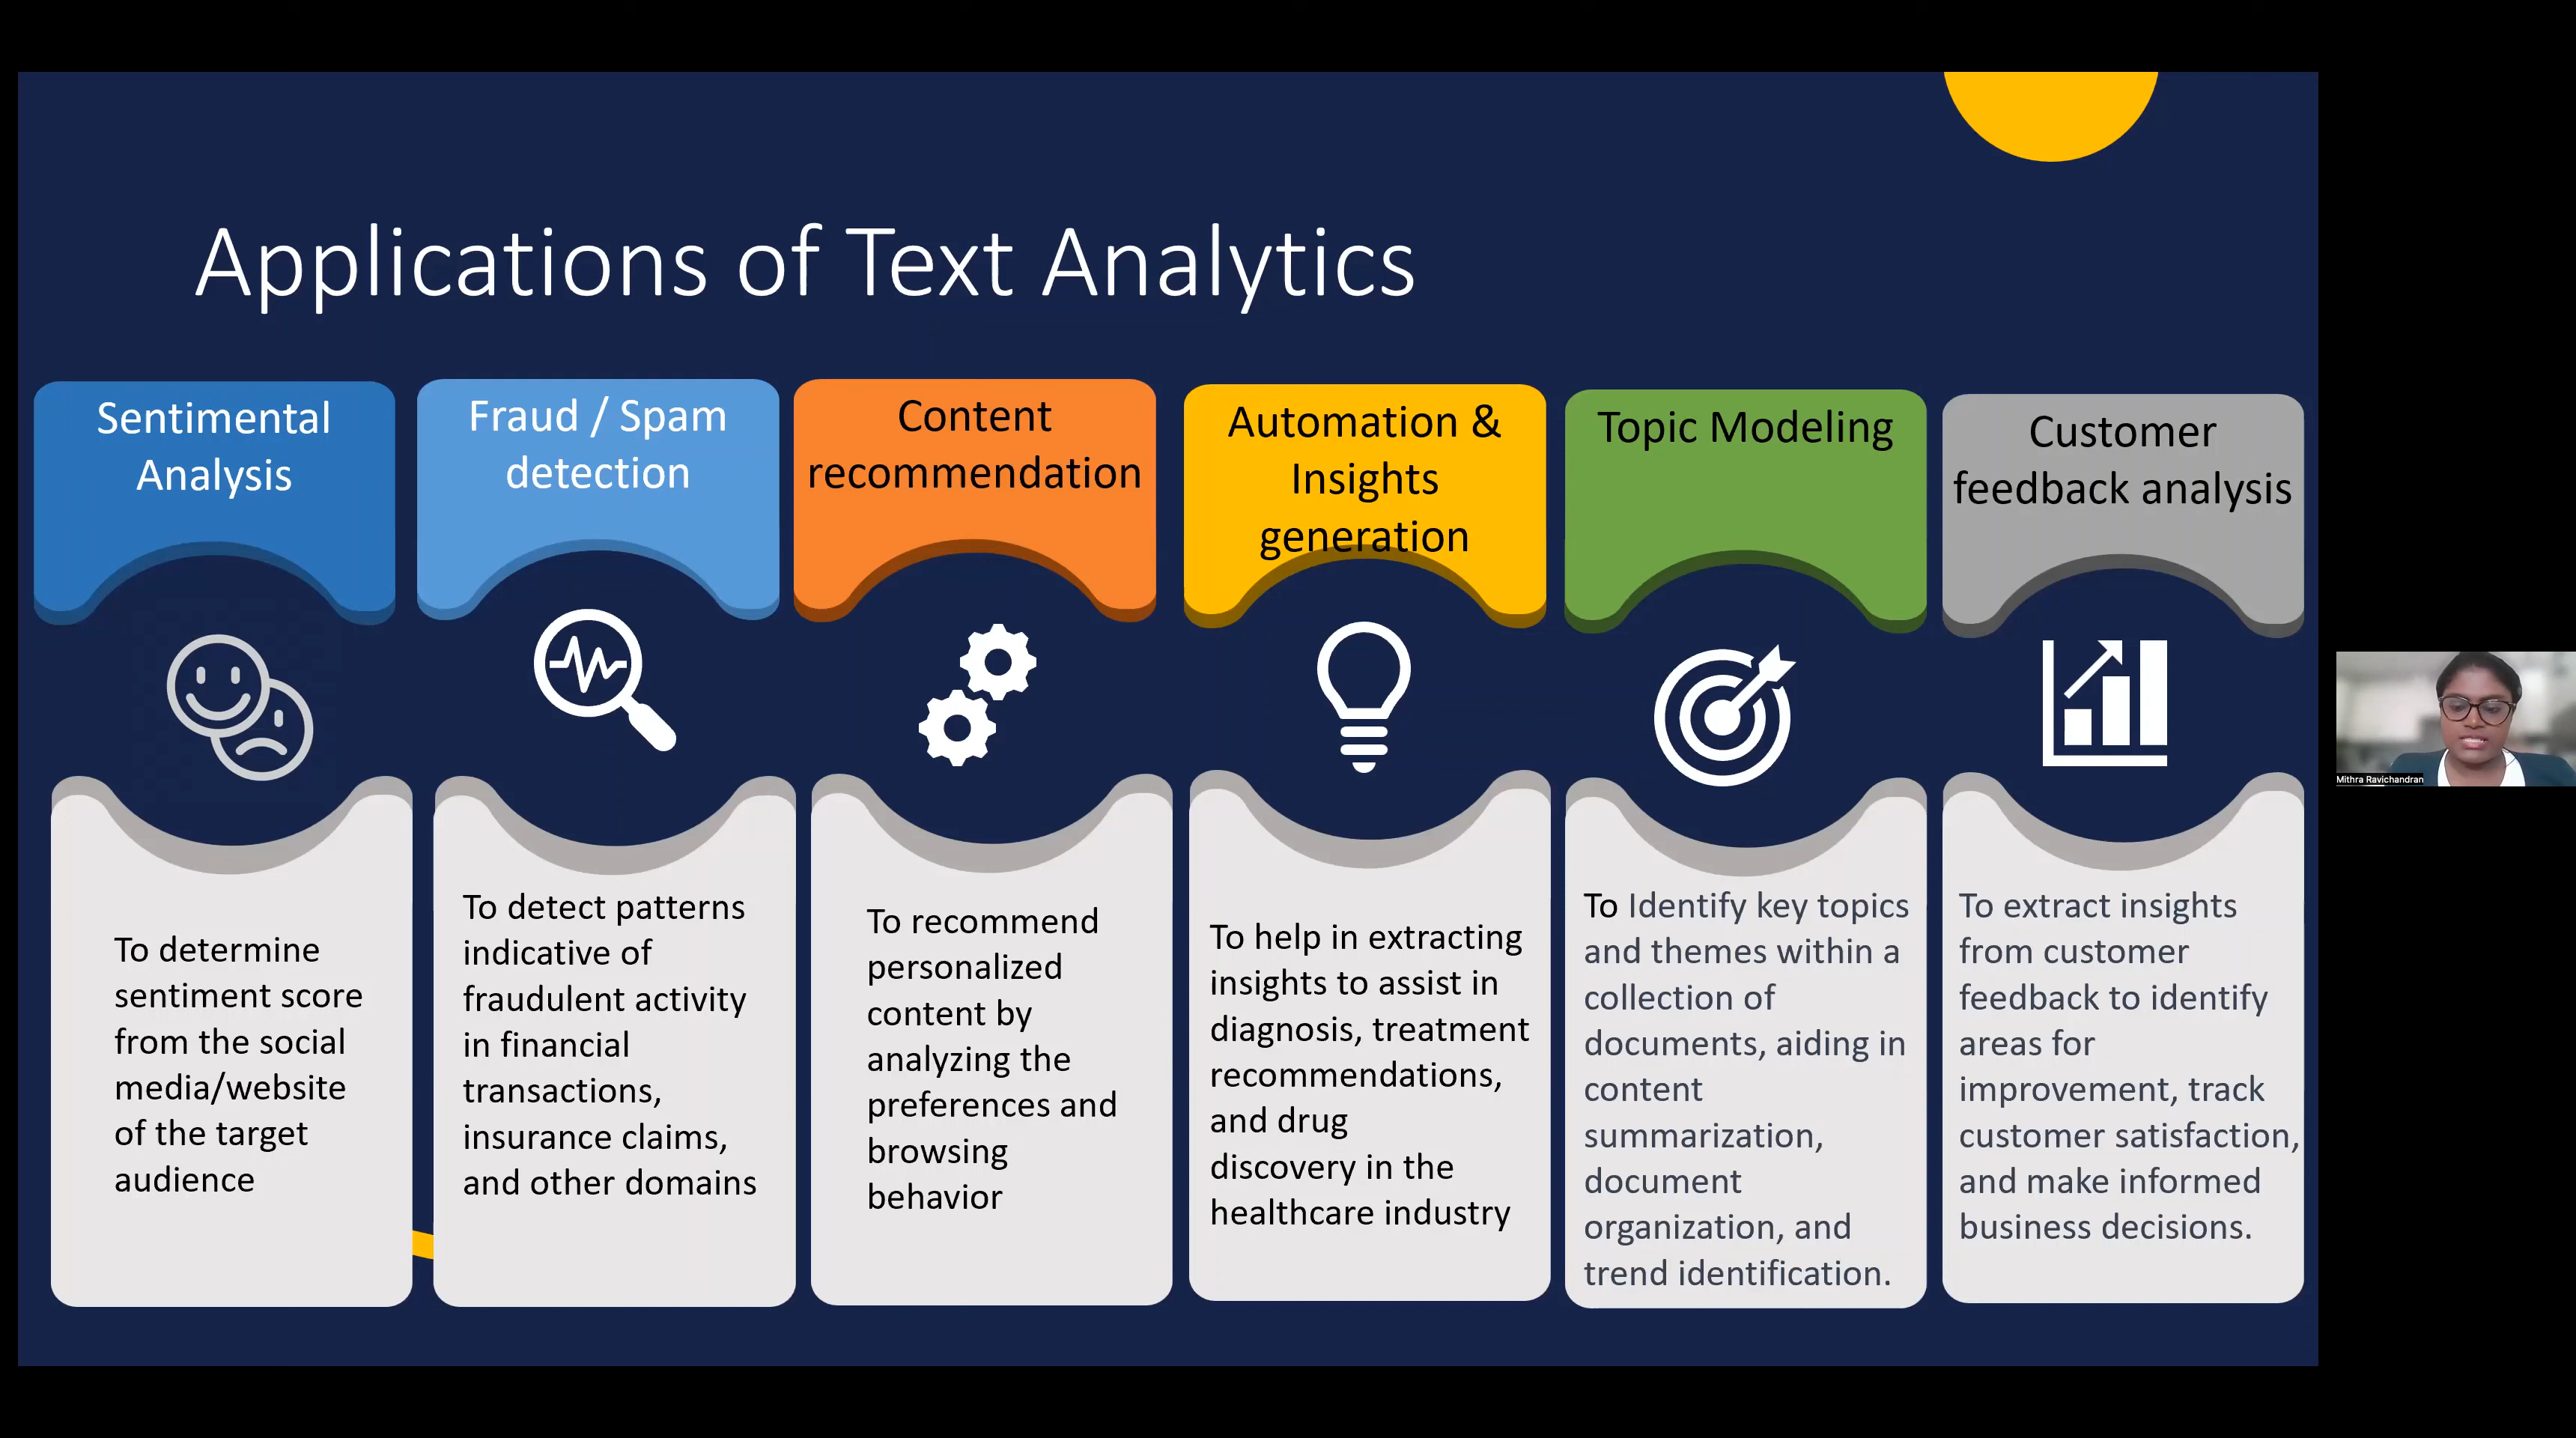 Applications of Text Analytics
Sentimental
Analysis
To determine
sentiment score
from the social
media/website
of the target
audience
Fraud / Spam
detection
To detect patterns
indicative of
fraudulent activity
in financial
transactions,
insurance claims,
and other domains
Content
recommendation
To recommend
personalized
content by
analyzing the
preferences and
browsing
behavior
Automation &
Insights
generation
To help in extracting
insights to assist in
diagnosis, treatment
recommendations,
and drug
discovery in the
healthcare industry
Topic Modeling
To Identify key topics
and themes within a
collection of
documents, aiding in
content
summarization,
document
organization, and
trend identification.
Customer
feedback analysis
To extract insights
from customer
feedback to identify
areas for
improvement, track
customer satisfaction,
and make informed
business decisions.
Mithra Ravichandran